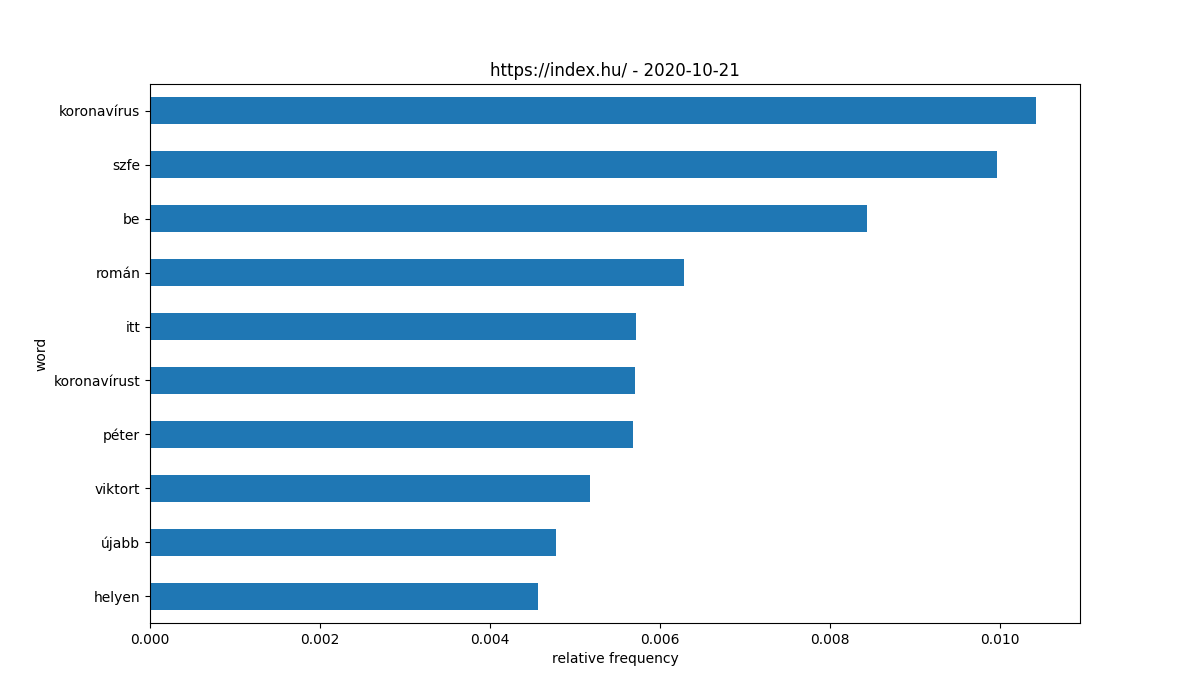 https://index.hu/ - 2020-10-21
koronavírus
szfe
be
román
itt
koronavírust
péter
viktort
újabb
helyen
word
0.000 0.002 0.004 0.006 0.008 0.010
relative frequency